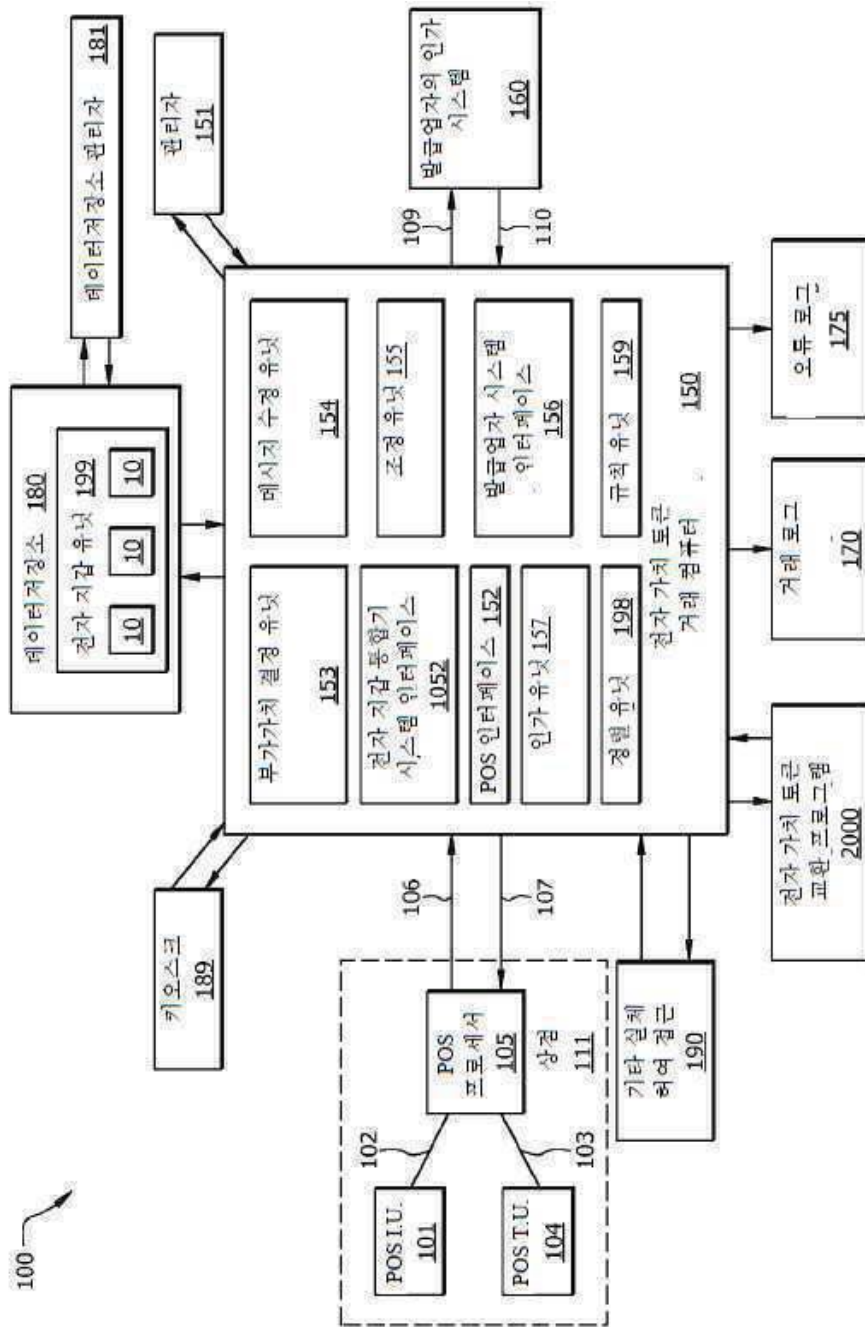 100
데이터저장소 180
전자 지갑 유닛 199
10
10
10
데이터저장소 관리자
181
키오스크
189
관리자
151
부가가치 결정 유닛
153
전자 지갑 통합기
시스템 인터페이스
1052
POS 인터페이스 152
인가 유닛 157
정렬 유닛
198
메시지 수정 유닛
154
조정 유닛 155
발급업자 시스템
인터페이스
156
규칙 유닛
159
전자 가치 토큰
거래 컴퓨터
150
106
107
109
110
발급업자의 인가
시스템
160
POS I.U.
101
POS T.U.
104
102
103
POS
프로세서
105
상점
111
기타 실체
허여 접근
190
전자 가치 토큰
교환 프로그램
2000
거래 로그
170
오류 로그
175